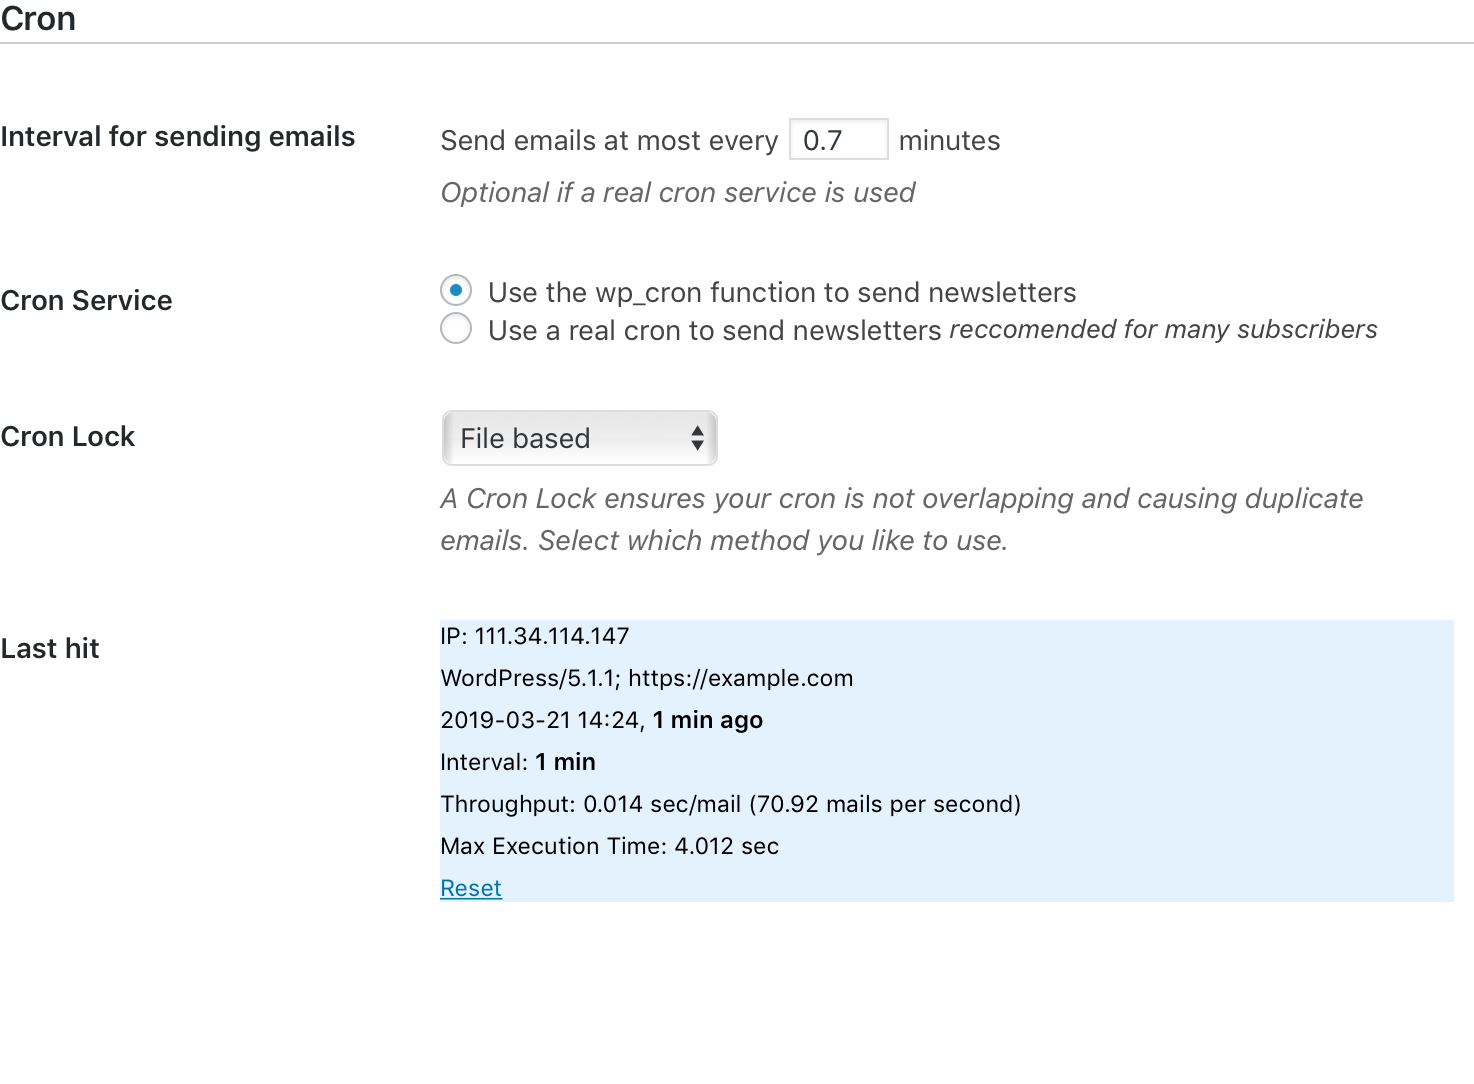 Cron
Interval for sending emails
Send emails at most every 0.7 minutes
Optional if a real cron service is used
Cron Service
Use the wp_cron function to send newsletters
Use a real cron to send newsletters reccomended for many subscribers
Cron Lock
File based
A Cron Lock ensures your cron is not overlapping and causing duplicate
emails. Select which method you like to use.
Last hit
IP: 111.34.114.147
WordPress/5.1.1; https://example.com
2019-03-21 14:24, 1 min ago
Interval: 1 min
Throughput: 0.014 sec/mail (70.92 mails per second)
Max Execution Time: 4.012 sec
Reset